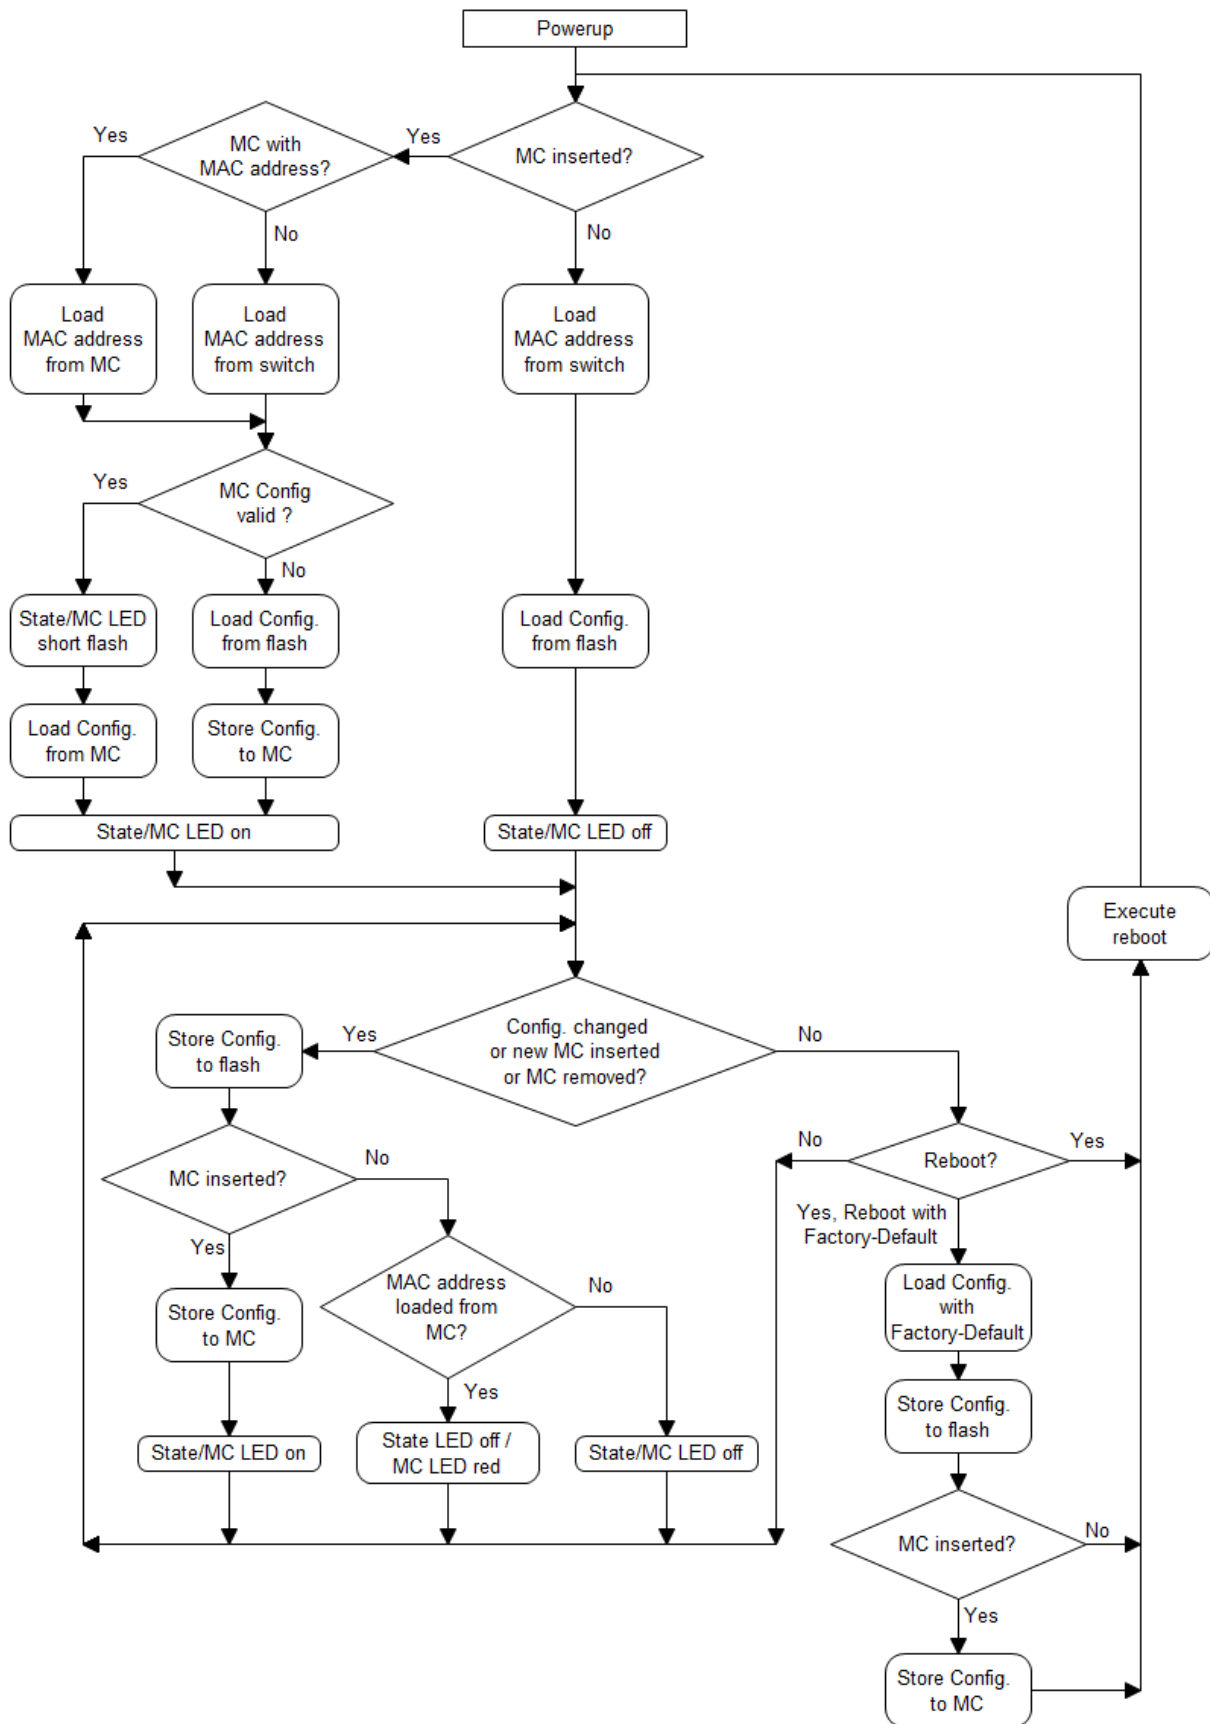 Powerup
Yes
MC with
MAC address?
Yes
MC inserted?
No
No
Load
MAC address
from MC
Load
MAC address
from switch
Load
MAC address
from switch
Yes
MC Config
valid ?
No
State/MC LED
short flash
Load Config.
from flash
Load Config.
from flash
Load Config.
from MC
Store Config.
to MC
State/MC LED on
State/MC LED off
Execute
reboot
Store Config.
to flash
Yes
Config. changed
or new MC inserted
or MC removed?
No
MC inserted?
No
No
Reboot?
Yes
Yes
Yes, Reboot with
Factory-Default
Store Config.
to MC
MAC address
loaded from
MC?
No
Load Config.
with
Factory-Default
Yes
Store Config.
to flash
State/MC LED on
State LED off /
MC LED red
State/MC LED off
MC inserted?
No
Yes
Store Config.
to MC